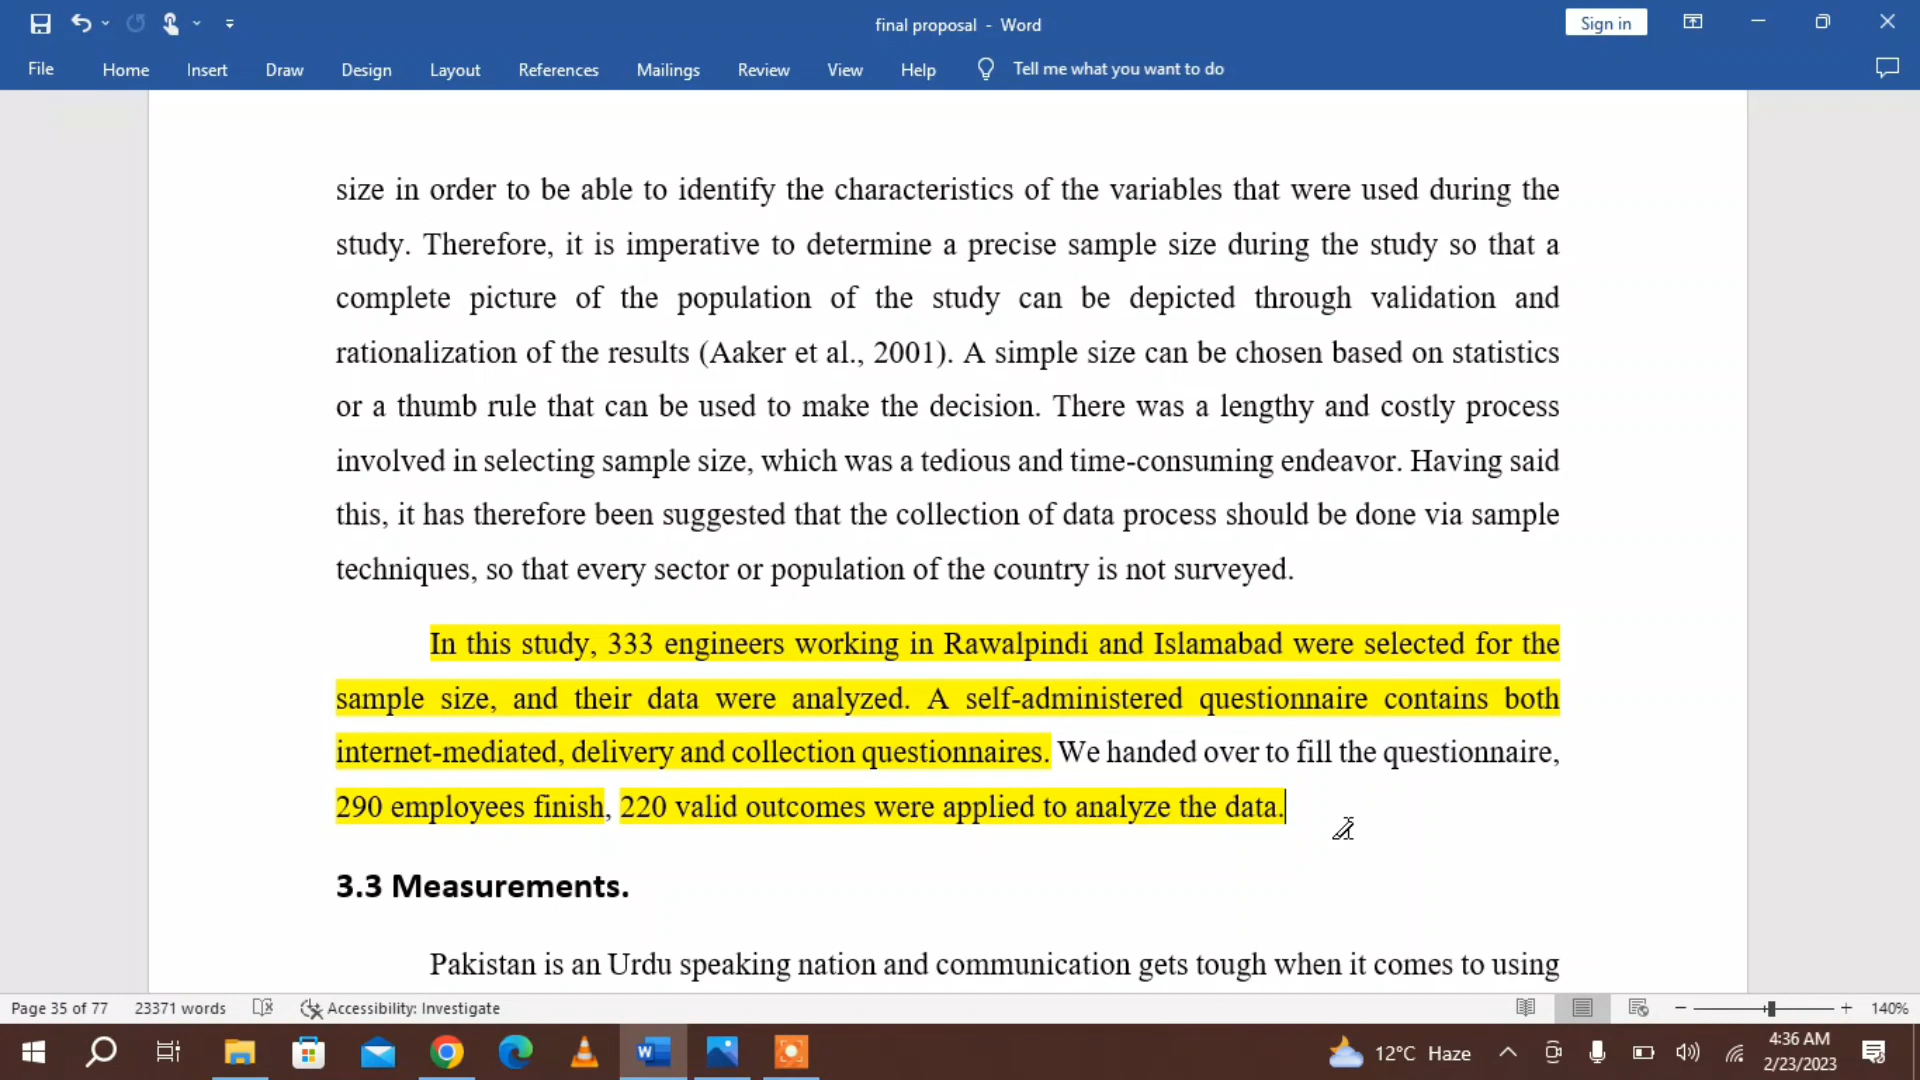 final proposal - Word
Sign in
File Home Insert Draw Design Layout References Mailings Review View Help Tell me what you want to do
size in order to be able to identify the characteristics of the variables that were used during the
study. Therefore, it is imperative to determine a precise sample size during the study so that a
complete picture of the population of the study can be depicted through validation and
rationalization of the results (Aaker et al., 2001). A simple size can be chosen based on statistics
or a thumb rule that can be used to make the decision. There was a lengthy and costly process
involved in selecting sample size, which was a tedious and time-consuming endeavor. Having said
this, it has therefore been suggested that the collection of data process should be done via sample
techniques, so that every sector or population of the country is not surveyed.
In this study, 333 engineers working in Rawalpindi and Islamabad were selected for the
sample size, and their data were analyzed. A self-administered questionnaire contains both
internet-mediated, delivery and collection questionnaires. We handed over to fill the questionnaire,
290 employees finish, 220 valid outcomes were applied to analyze the data.
3.3 Measurements.
Pakistan is an Urdu speaking nation and communication gets tough when it comes to using
Page 35 of 77 23371 words Accessibility: Investigate 140%
12°C Haze
4:36 AM
2/23/2023